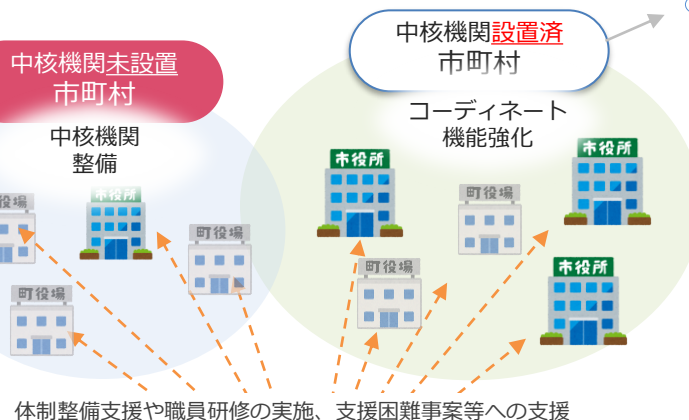 中核機関未設置
市町村
中核機関
整備
中核機関設置済
市町村
コーディネート
機能強化
役場
市役所
町役場
町役場
市役所
町役場
町役場
市役所
市役所
体制整備支援や職員研修の実施、支援困難事案等への支援